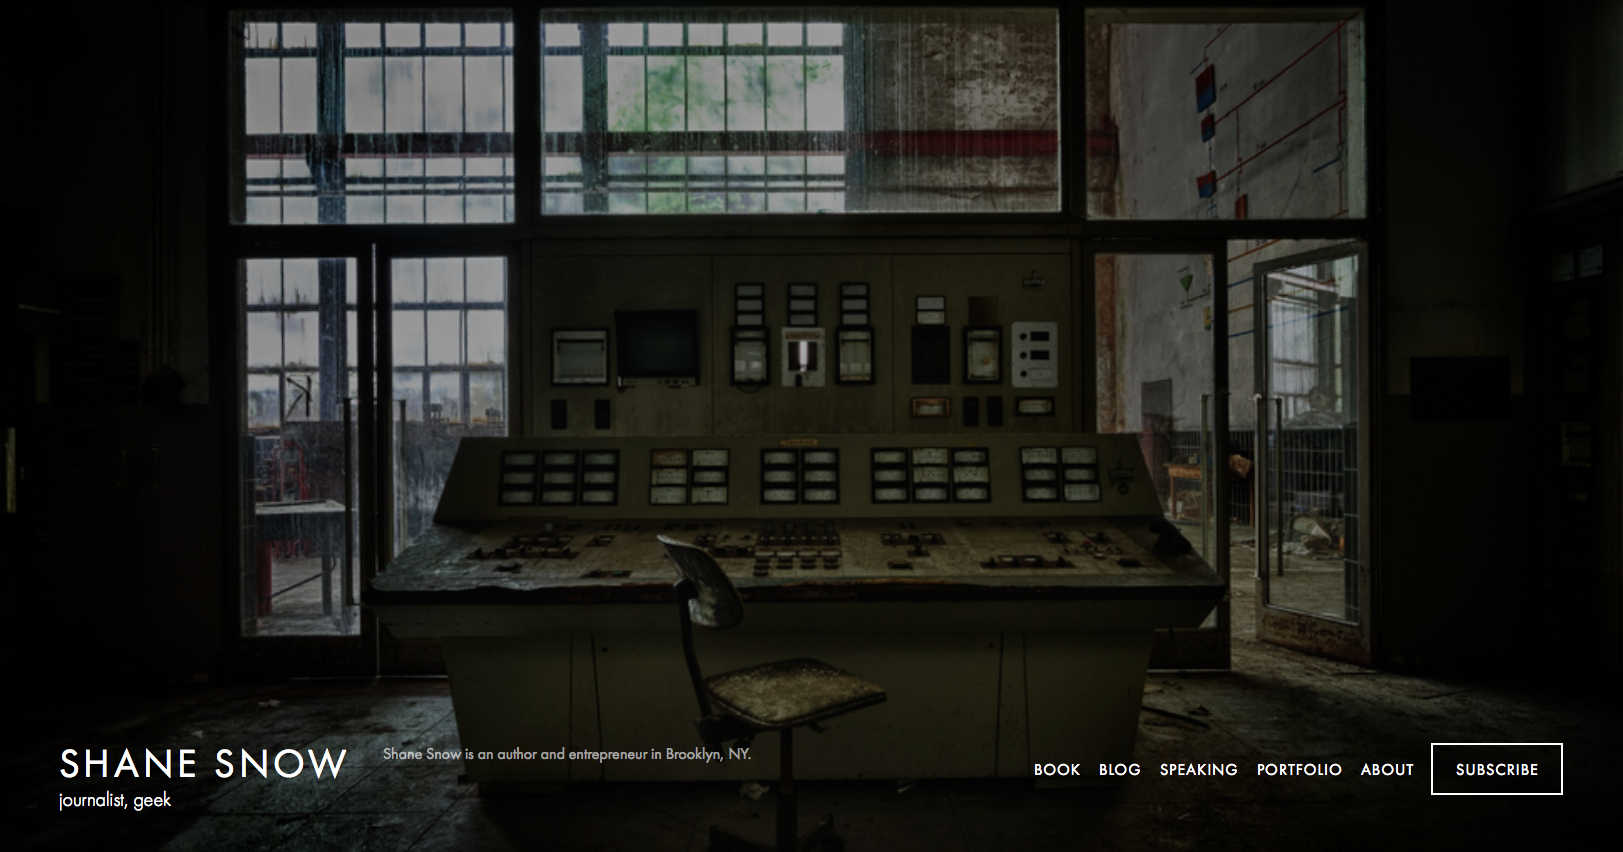 SHANE SNOW
journalist, geek
Shane Snow is an author and entrepreneur in Brooklyn, NY.
BOOK BLOG SPEAKING PORTFOLIO ABOUT SUBSCRIBE